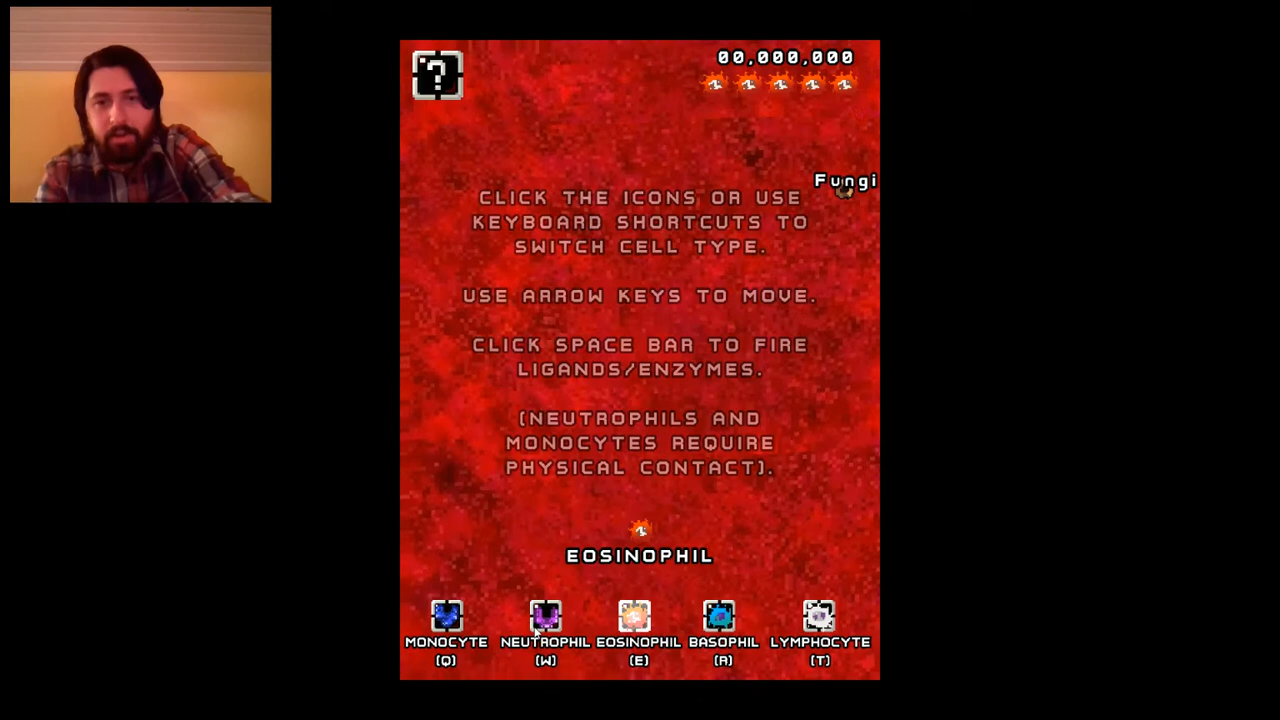 ?
00,000,000
Fungi
CLICK THE ICONS OR USE
KEYBOARD SHORTCUTS TO
SWITCH CELL TYPE.
USE ARROW KEYS TO MOVE.
CLICK SPACE BAR TO FIRE
LIGANDS/ENZYMES.
(NEUTROPHILS AND
MONOCYTES REQUIRE
PHYSICAL CONTACT).
EOSINOPHIL
MONOCYTE NEUTROPHIL EOSINOPHIL BASOPHIL LYMPHOCYTE
(Q) (W) (E) (R) (T)